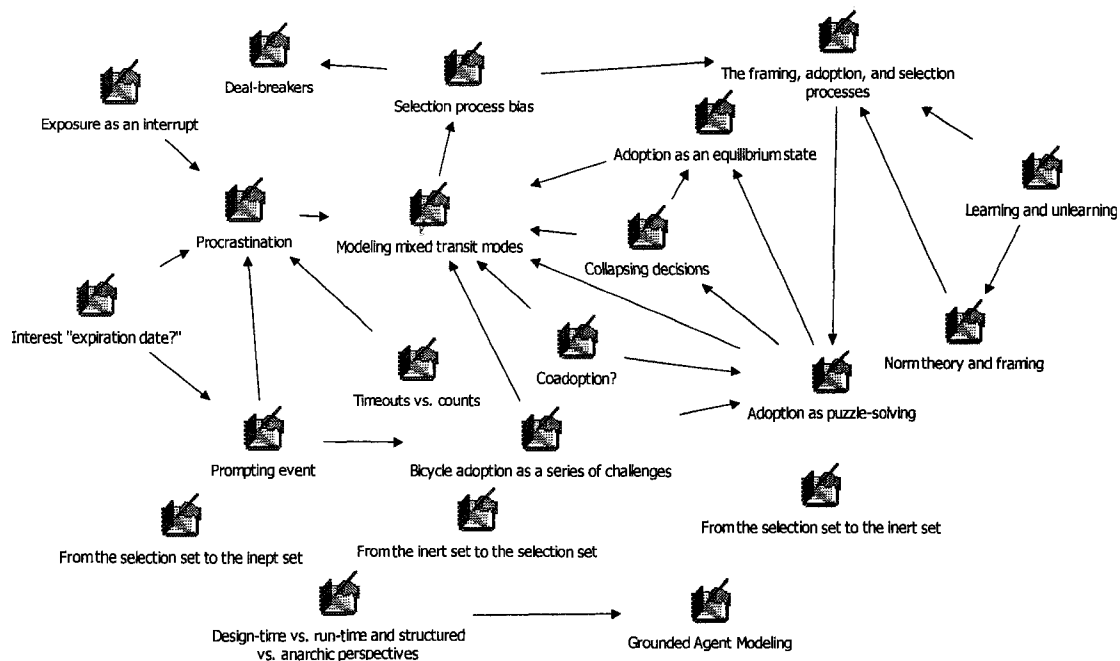 Deal-breakers
Selection process bias
The framing, adoption, and selection
processes
Exposure as an interrupt
Adoption as an equilibrium state
Learning and unlearning
Procrastination
Modeling mixed transit modes
Collapsing decisions
Interest "expiration date?"
Norm theory and framing
Coadoption?
Timeouts vs. counts
Adoption as puzzle-solving
Prompting event
Bicycle adoption as a series of challenges
From the selection set to the inept set
From the inert set to the selection set
From the selection set to the inert set
Design-time vs. run-time and structured
vs. anarchic perspectives
Grounded Agent Modeling